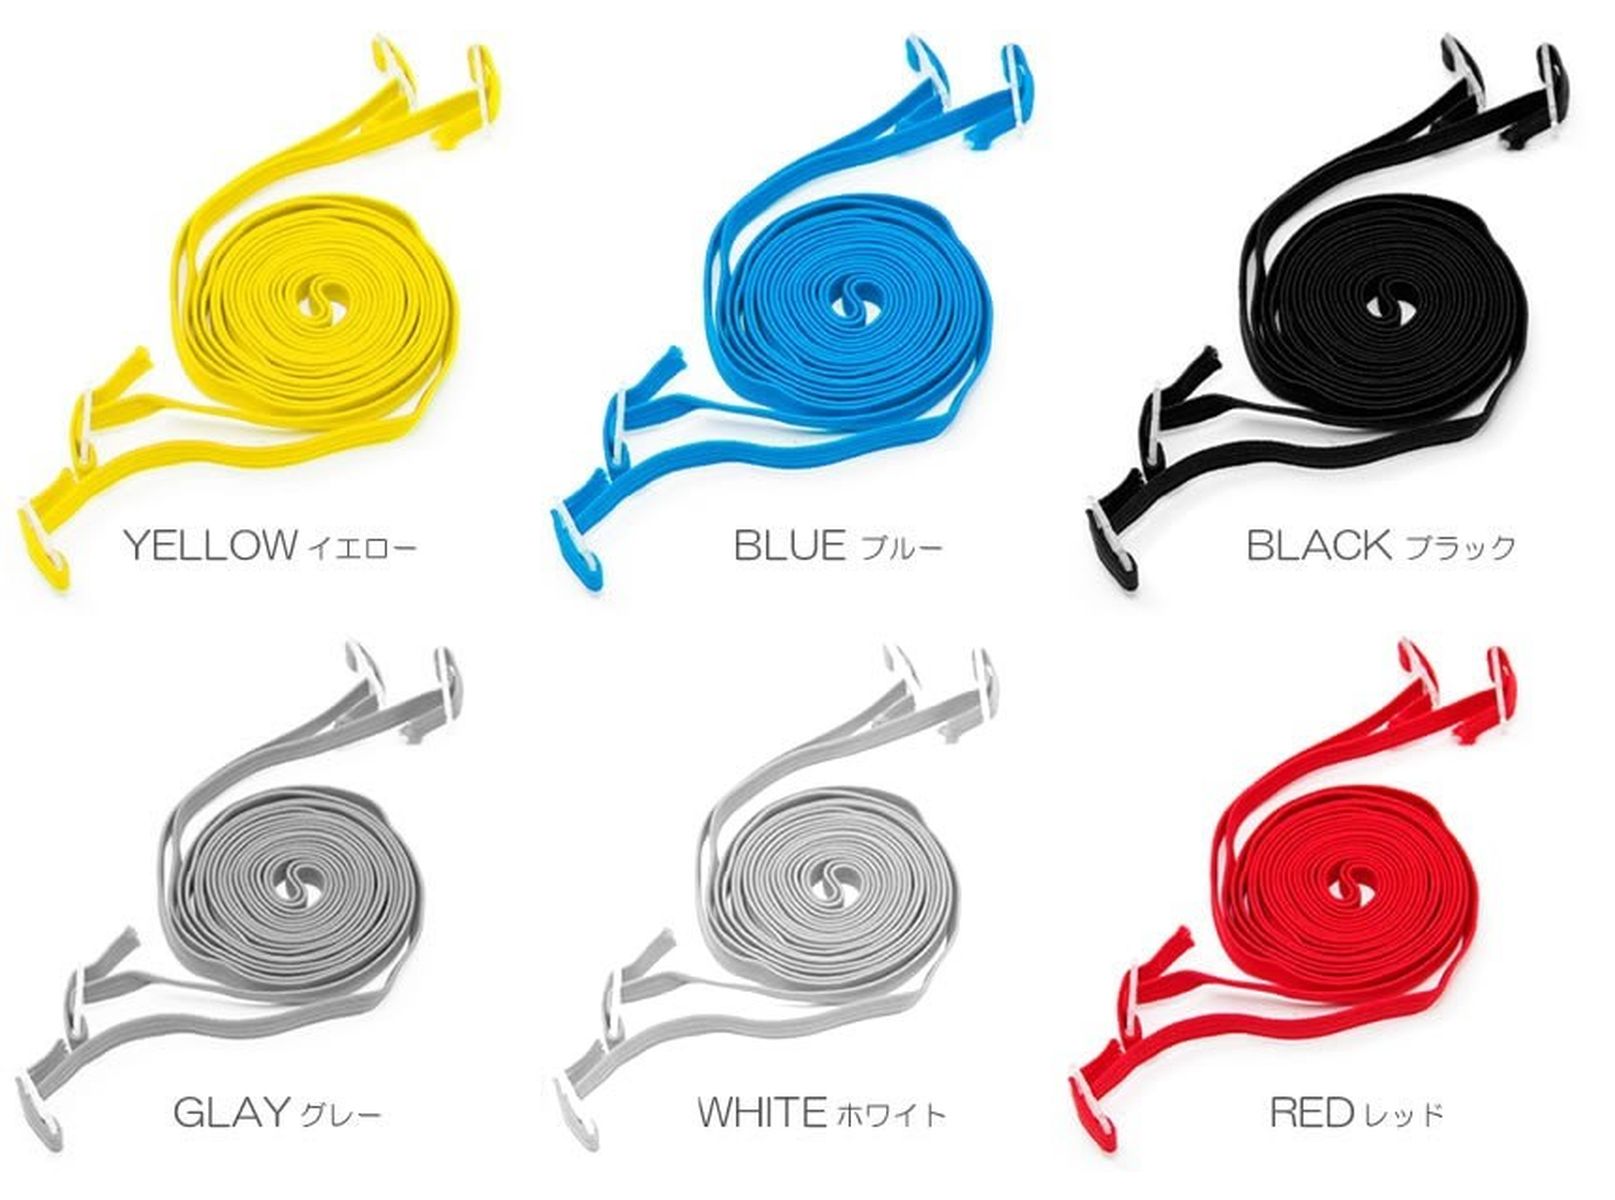 YELLOW イエロー
BLUE ブルー
BLACK ブラック
GLAY グレー
WHITE ホワイト
RED レッド